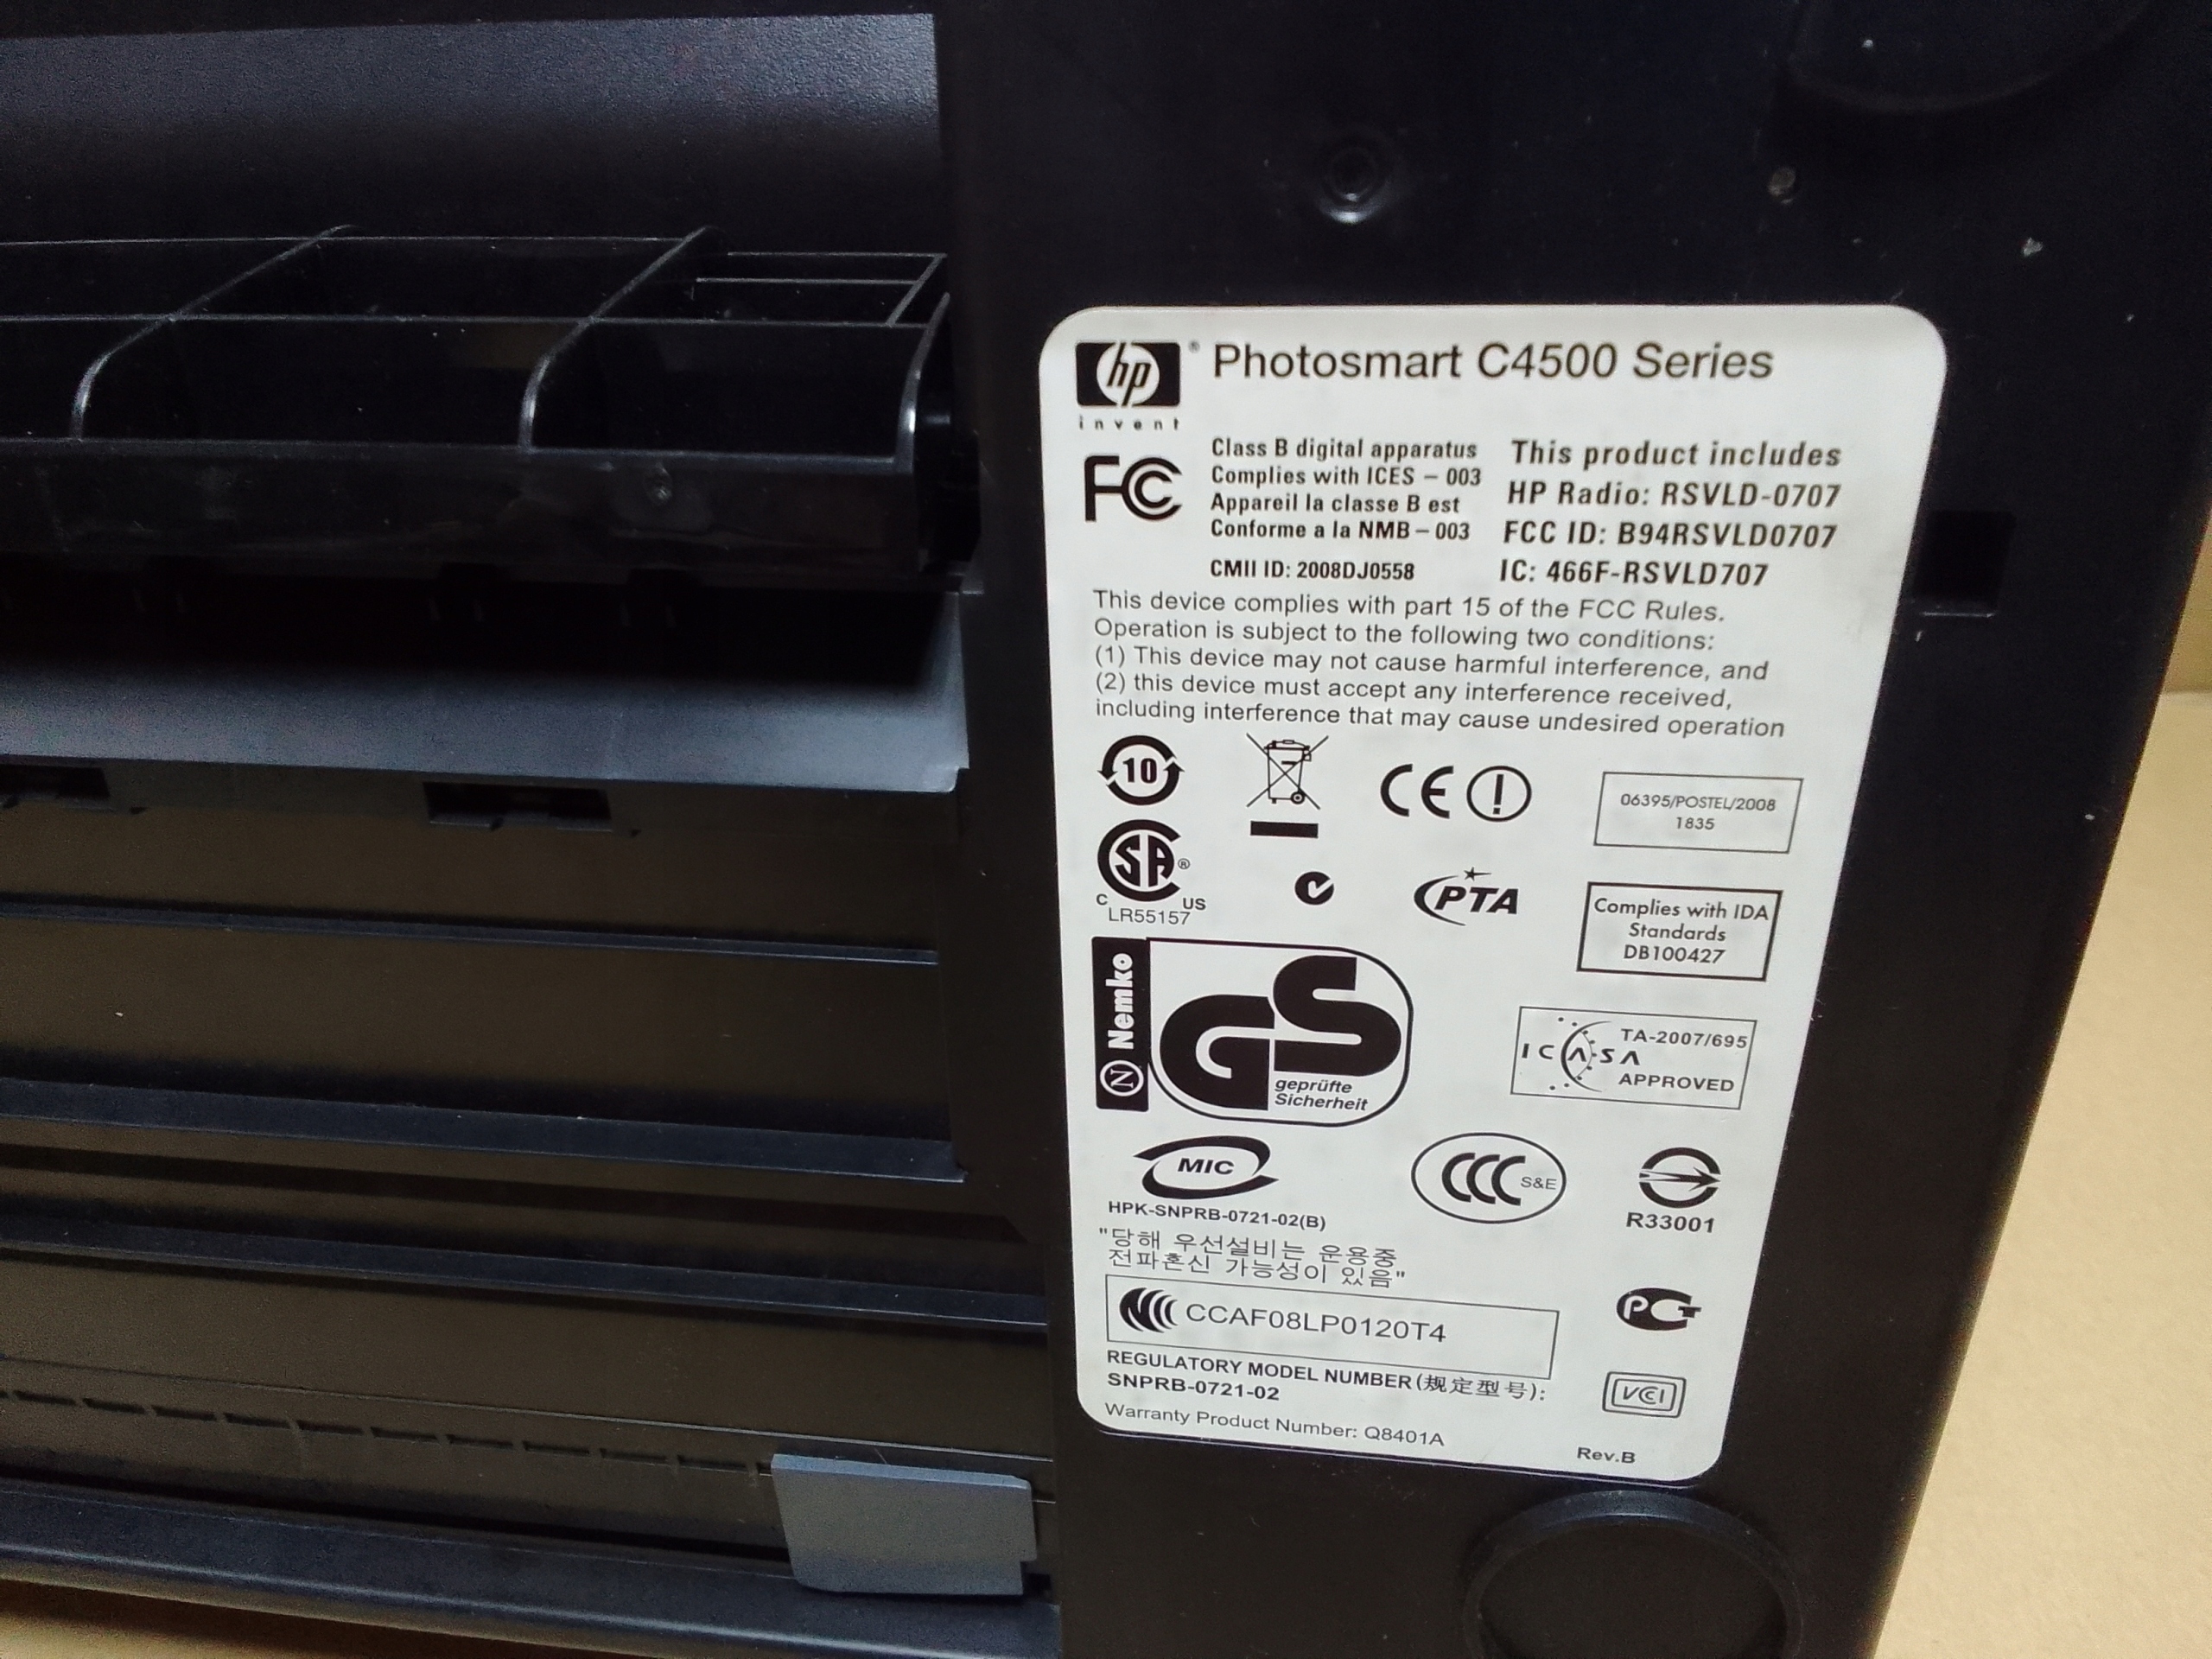 hp ® Photosmart C4500 Series
invent
FC
Class B digital apparatus
Complies with ICES – 003
Appareil la classe B est
Conforme a la NMB – 003
CMII ID: 2008DJ0558
This product includes
HP Radio: RSVLD-0707
FCC ID: B94RSVLD0707
IC: 466F-RSVLD707
This device complies with part 15 of the FCC Rules.
Operation is subject to the following two conditions:
(1) This device may not cause harmful interference, and
(2) this device must accept any interference received,
including interference that may cause undesired operation
10
CE
06395/POSTEL/2008
1835
SA ®
C US
LR55157
PTA
Complies with IDA
Standards
DB100427
N Nemko
GS
geprüfte
Sicherheit
ICASA
TA-2007/695
APPROVED
MIC
HPK-SNPRB-0721-02(B)
CCC S&E
R33001
"당해 우선설비는 운용중
전파혼신 가능성이 있음"
CCAF08LP0120T4
PCT
REGULATORY MODEL NUMBER (规定型号):
SNPRB-0721-02
VCI
Warranty Product Number: Q8401A
Rev.B